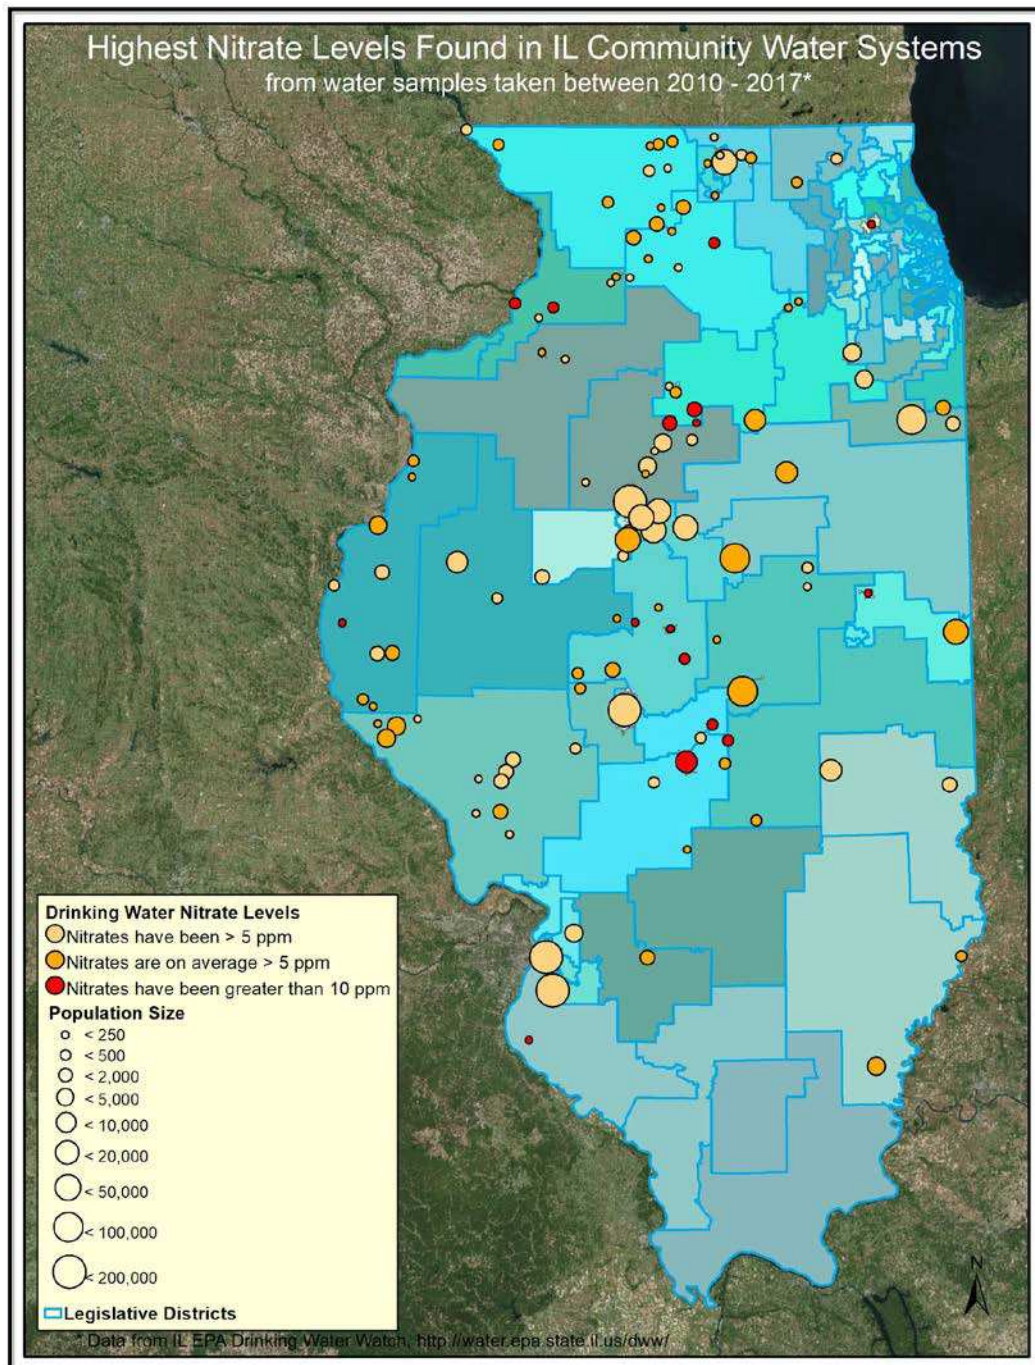 Highest Nitrate Levels Found in IL Community Water Systems
from water samples taken between 2010 - 2017*
Drinking Water Nitrate Levels
Nitrates have been > 5 ppm
Nitrates are on average > 5 ppm
Nitrates have been greater than 10 ppm
Population Size
< 250
< 500
< 2,000
< 5,000
< 10,000
< 20,000
< 50,000
< 100,000
< 200,000
Legislative Districts
N
* Data from IL EPA Drinking Water Watch, http://water.epa.state.il.us/dww/